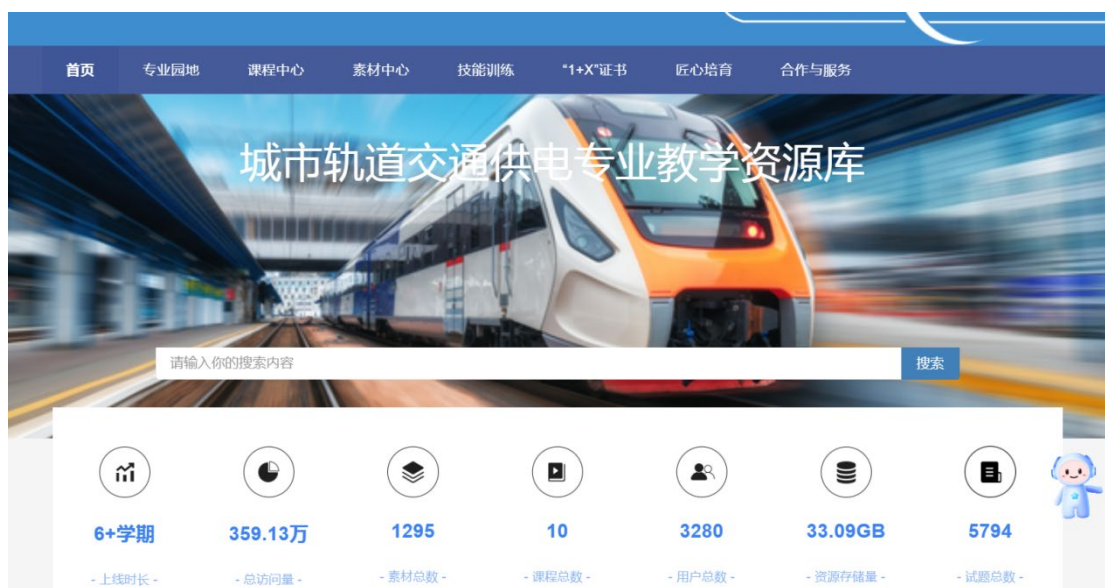 首页 专业园地 课程中心 素材中心 技能训练 “1+X”证书 匠心培育 合作与服务
城市轨道交通供电专业教学资源库
请输入你的搜索内容 搜索
6+学期 359.13万 1295 10 3280 33.09GB 5794
- 上线时长 - - 总访问量 - - 素材总数 - - 课程总数 - - 用户总数 - - 资源存储量 - - 试题总数 -